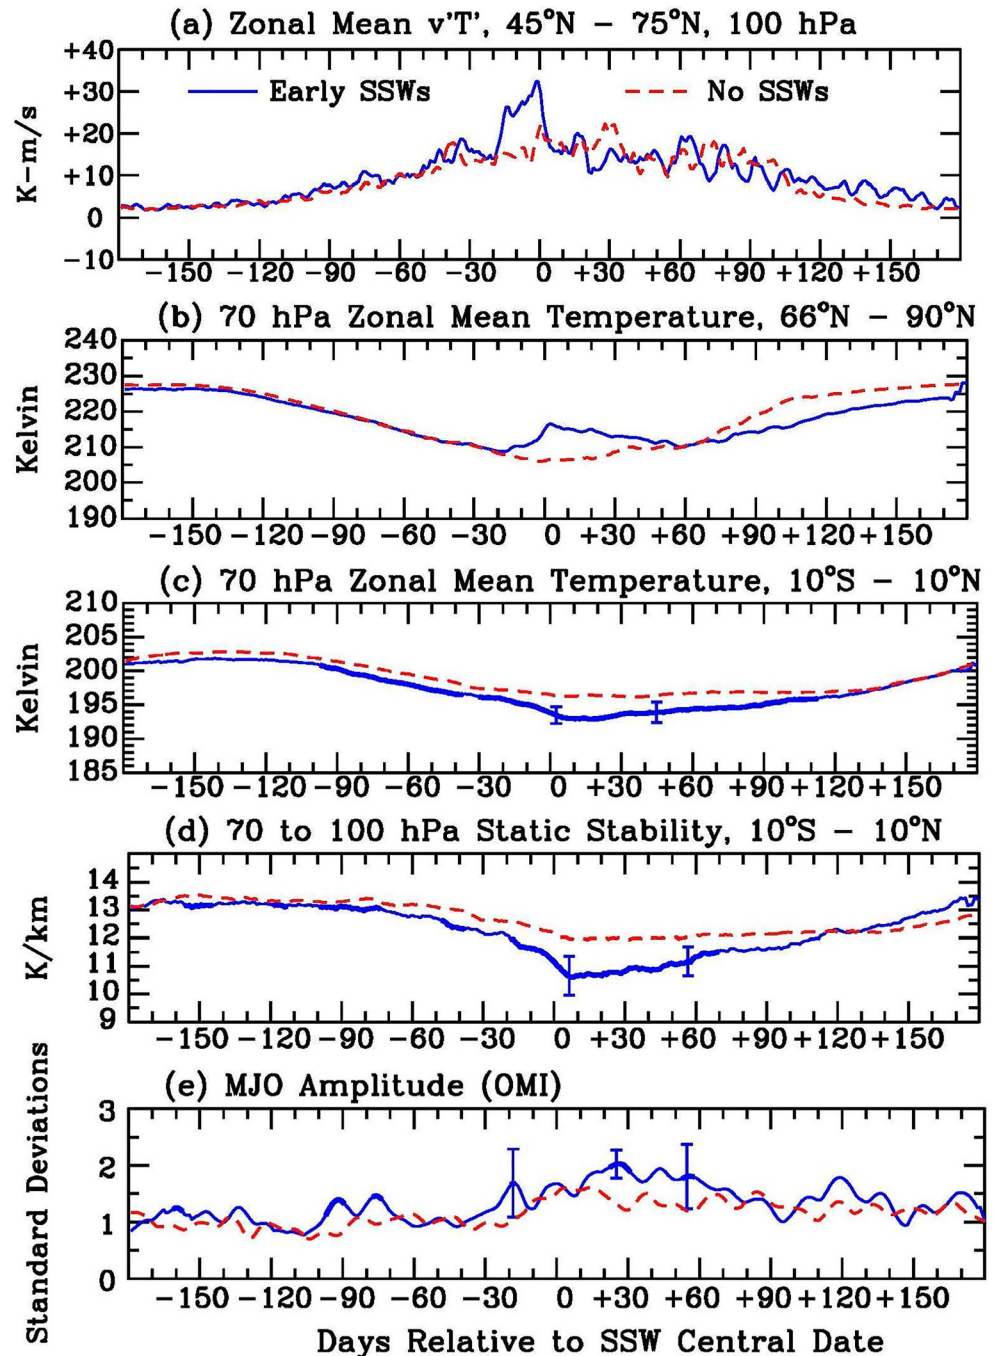 (a) Zonal Mean v'T', 45°N − 75°N, 100 hPa
+40
+30
+20
+10
0
−10
K−m/s
Early SSWs
No SSWs
−150 −120 −90 −60 −30 0 +30 +60 +90 +120 +150
(b) 70 hPa Zonal Mean Temperature, 66°N − 90°N
240
230
220
210
200
190
Kelvin
−150 −120 −90 −60 −30 0 +30 +60 +90 +120 +150
(c) 70 hPa Zonal Mean Temperature, 10°S − 10°N
210
205
200
195
190
185
Kelvin
−150 −120 −90 −60 −30 0 +30 +60 +90 +120 +150
(d) 70 to 100 hPa Static Stability, 10°S − 10°N
14
13
12
11
10
9
K/km
−150 −120 −90 −60 −30 0 +30 +60 +90 +120 +150
(e) MJO Amplitude (OMI)
3
2
1
0
Standard Deviations
−150 −120 −90 −60 −30 0 +30 +60 +90 +120 +150
Days Relative to SSW Central Date